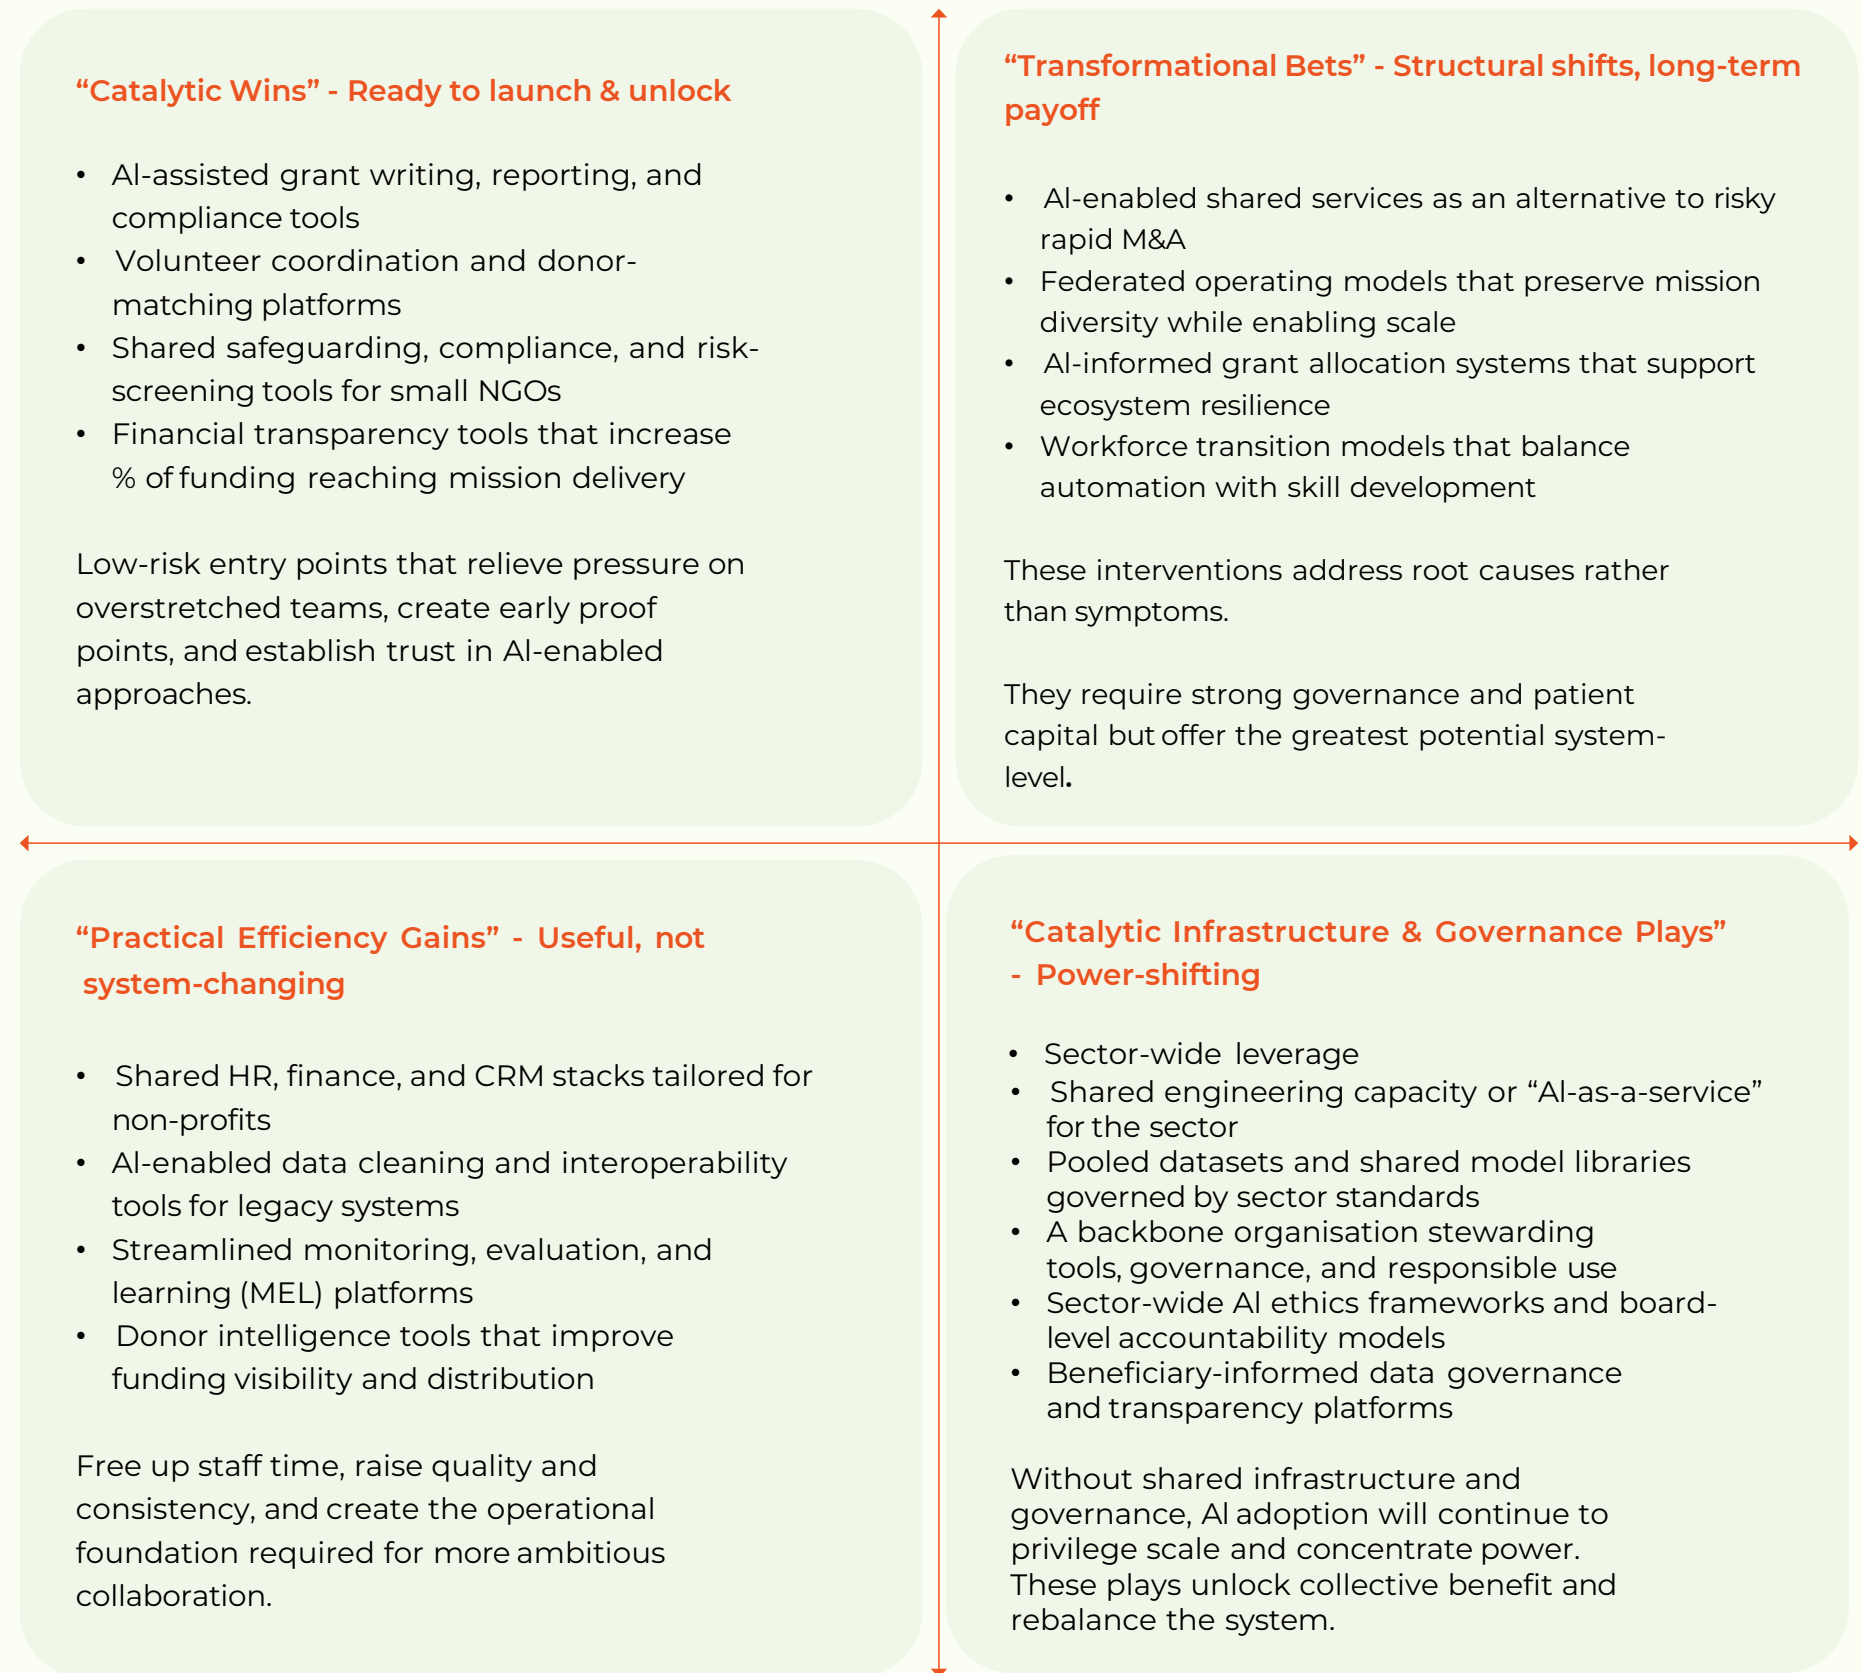 “Catalytic Wins” - Ready to launch & unlock
• AI-assisted grant writing, reporting, and
compliance tools
• Volunteer coordination and donor-
matching platforms
• Shared safeguarding, compliance, and risk-
screening tools for small NGOs
• Financial transparency tools that increase
% of funding reaching mission delivery
Low-risk entry points that relieve pressure on
overstretched teams, create early proof
points, and establish trust in AI-enabled
approaches.
“Transformational Bets” - Structural shifts, long-term
payoff
• AI-enabled shared services as an alternative to risky
rapid M&A
• Federated operating models that preserve mission
diversity while enabling scale
• AI-informed grant allocation systems that support
ecosystem resilience
• Workforce transition models that balance
automation with skill development
These interventions address root causes rather
than symptoms.
They require strong governance and patient
capital but offer the greatest potential system-
level.
“Practical Efficiency Gains” - Useful, not
system-changing
• Shared HR, finance, and CRM stacks tailored for
non-profits
• AI-enabled data cleaning and interoperability
tools for legacy systems
• Streamlined monitoring, evaluation, and
learning (MEL) platforms
• Donor intelligence tools that improve
funding visibility and distribution
Free up staff time, raise quality and
consistency, and create the operational
foundation required for more ambitious
collaboration.
“Catalytic Infrastructure & Governance Plays”
- Power-shifting
• Sector-wide leverage
• Shared engineering capacity or “AI-as-a-service”
for the sector
• Pooled datasets and shared model libraries
governed by sector standards
• A backbone organisation stewarding
tools, governance, and responsible use
• Sector-wide AI ethics frameworks and board-
level accountability models
• Beneficiary-informed data governance
and transparency platforms
Without shared infrastructure and
governance, AI adoption will continue to
privilege scale and concentrate power.
These plays unlock collective benefit and
rebalance the system.